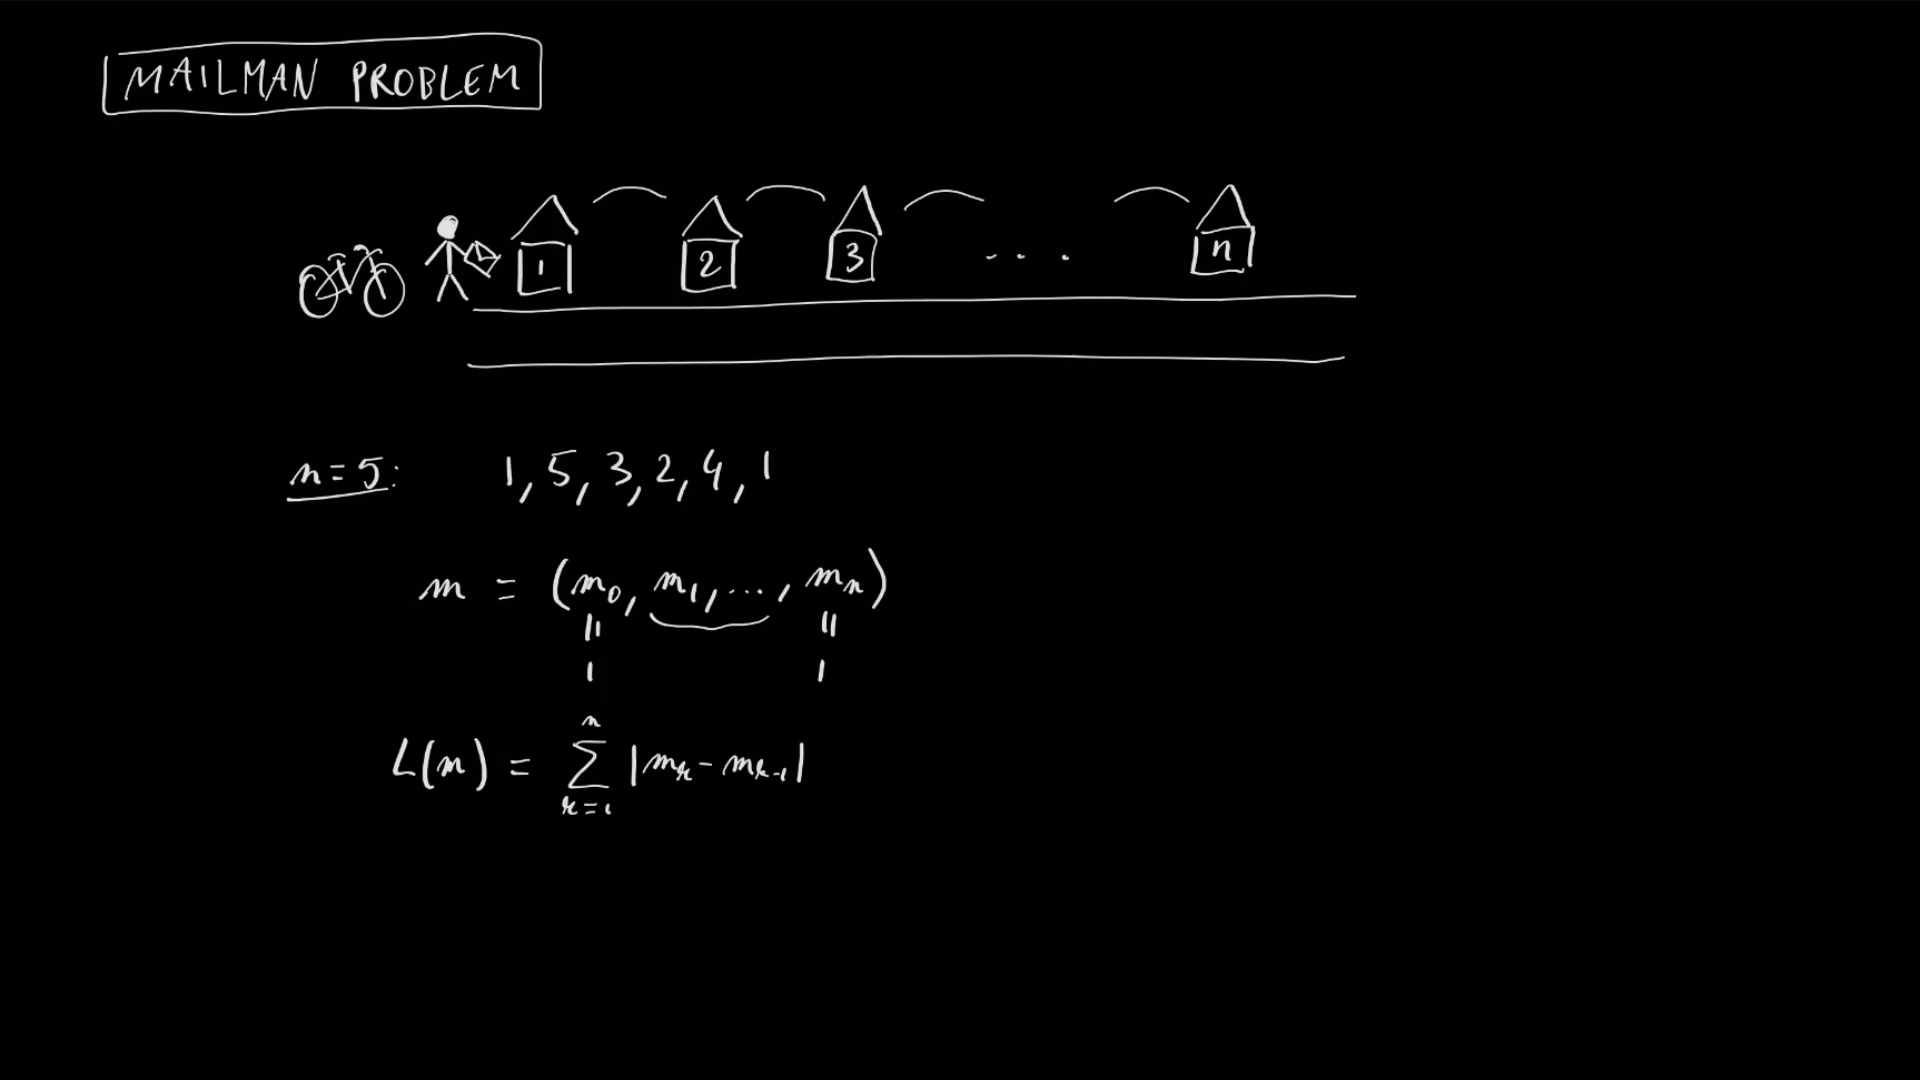 MAILMAN PROBLEM
1 2 3 ... n
n=5: 1, 5, 3, 2, 4, 1
m = (m₀, m₁, ..., mₙ)
|| ||
1 1
n
L(m) = ∑ |mₖ - mₖ₋₁|
k=1